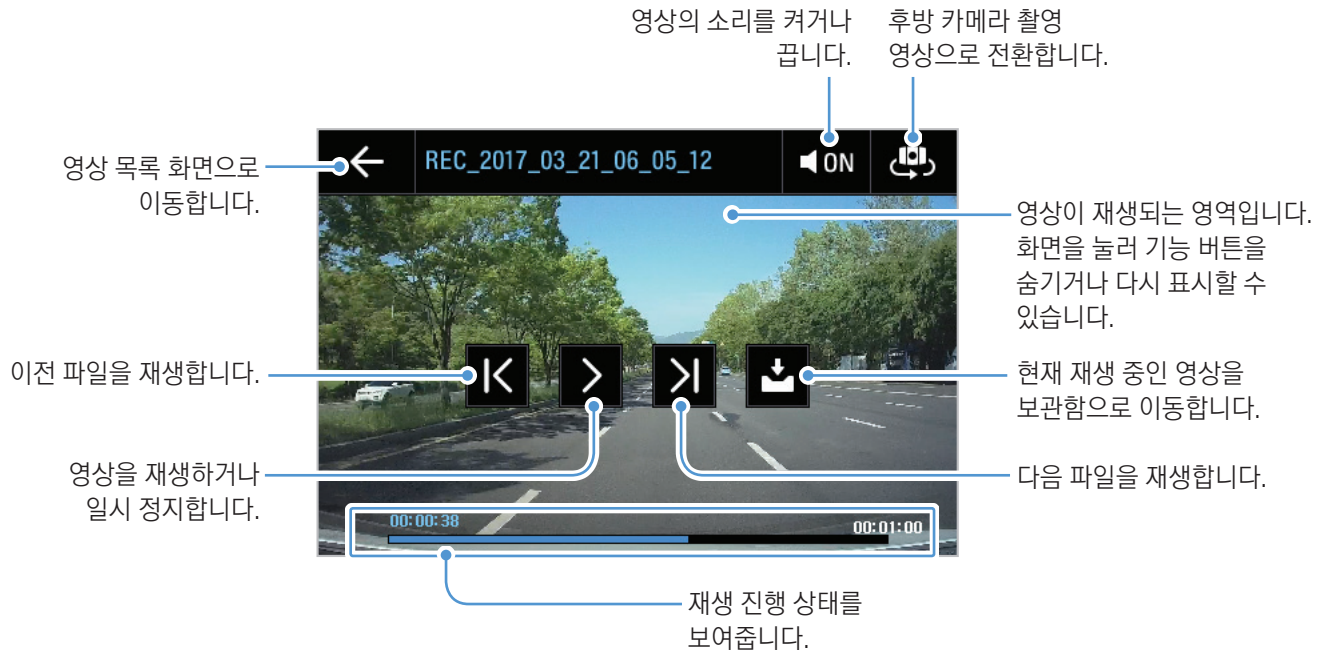 영상의 소리를 켜거나
끕니다.
후방 카메라 촬영
영상으로 전환합니다.
영상 목록 화면으로
이동합니다.
REC_2017_03_21_06_05_12
ON
영상이 재생되는 영역입니다.
화면을 눌러 기능 버튼을
숨기거나 다시 표시할 수
있습니다.
이전 파일을 재생합니다.
현재 재생 중인 영상을
보관함으로 이동합니다.
영상을 재생하거나
일시 정지합니다.
다음 파일을 재생합니다.
00:00:38
00:01:00
재생 진행 상태를
보여줍니다.